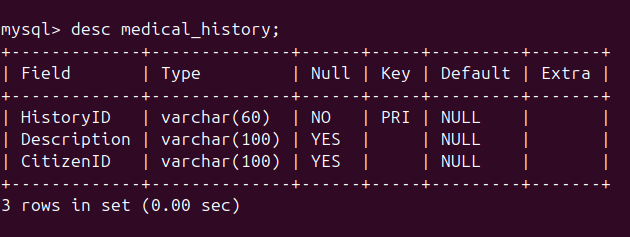 mysql> desc medical_history;
+-------------+--------------+------+-----+---------+-------+
| Field       | Type         | Null | Key | Default | Extra |
+-------------+--------------+------+-----+---------+-------+
| HistoryID   | varchar(60)  | NO   | PRI | NULL    |       |
| Description | varchar(100) | YES  |     | NULL    |       |
| CitizenID   | varchar(100) | YES  |     | NULL    |       |
+-------------+--------------+------+-----+---------+-------+
3 rows in set (0.00 sec)